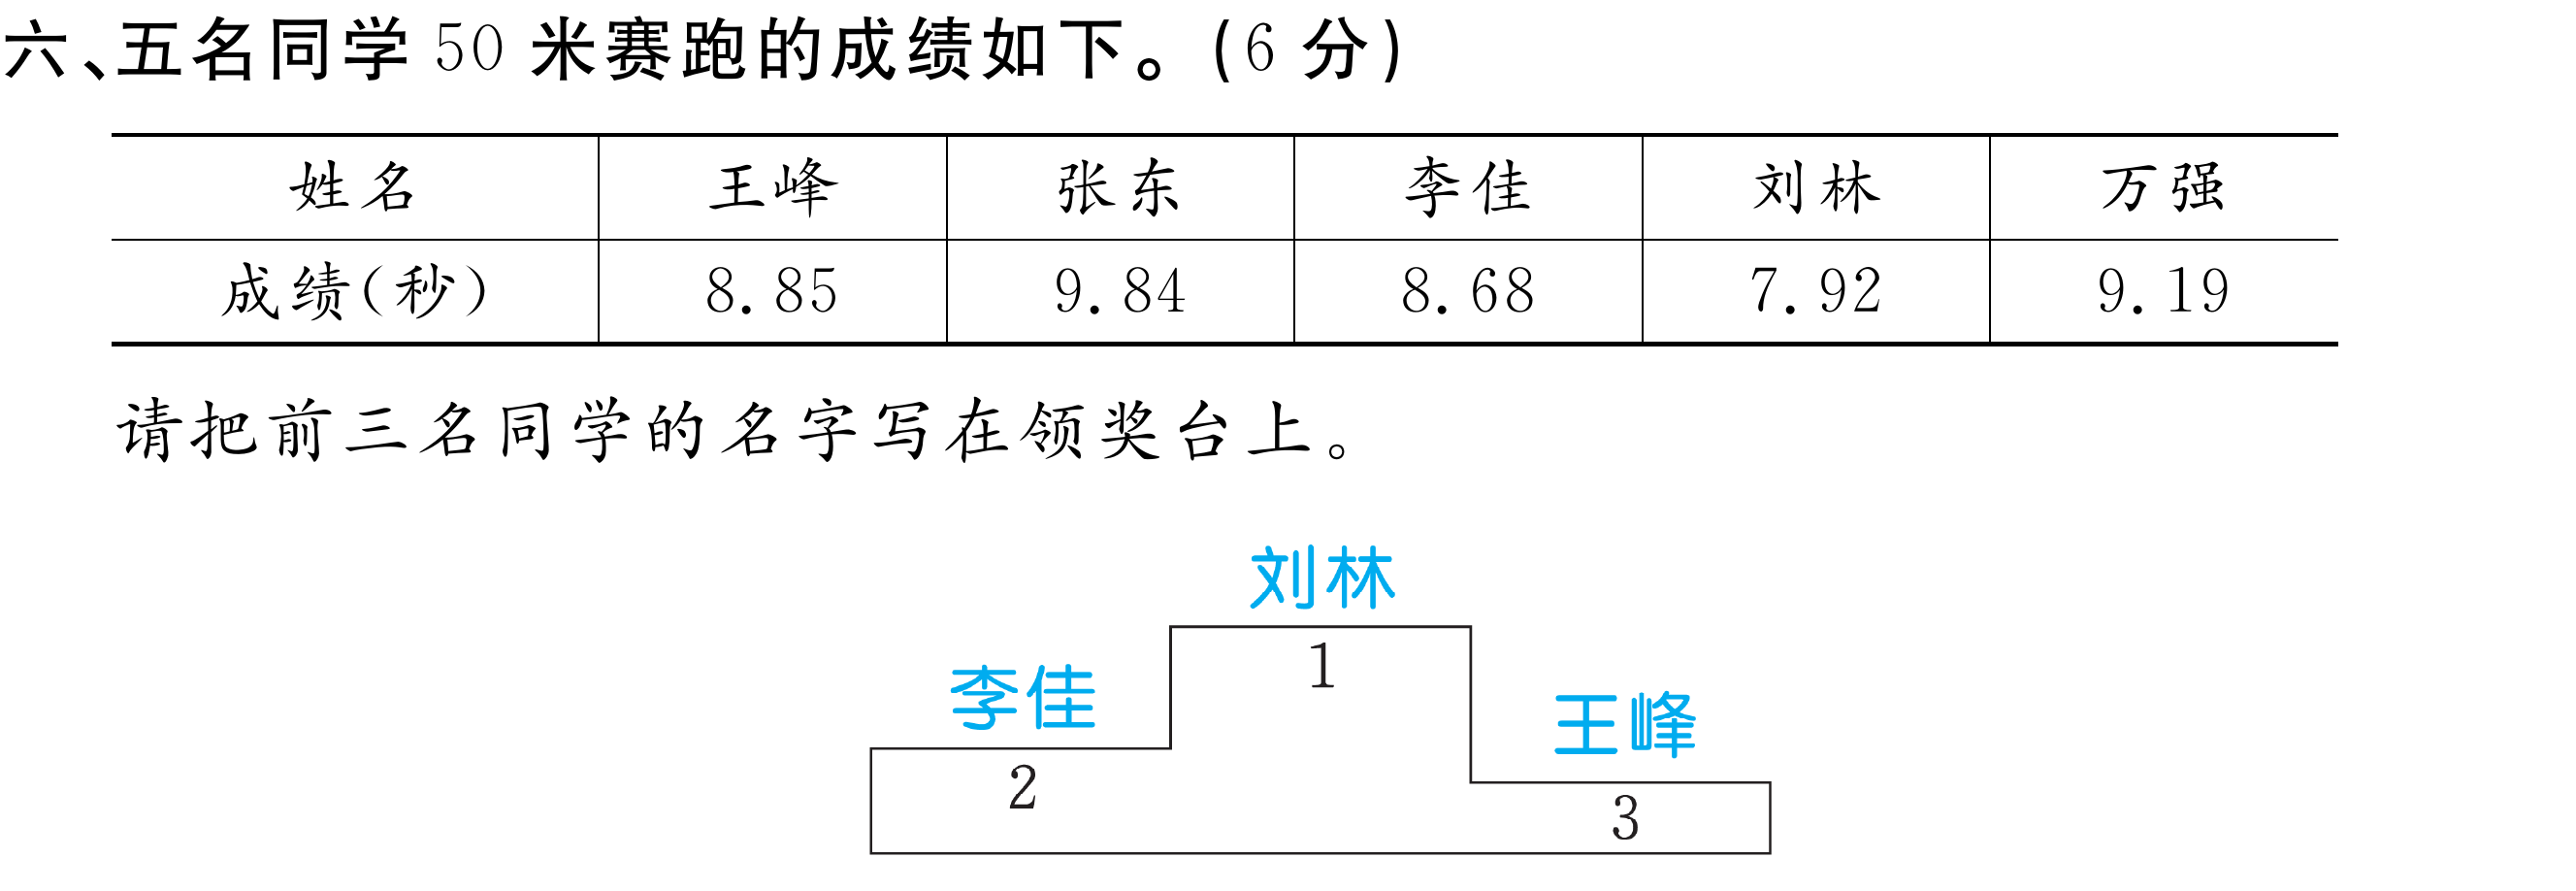 六、五名同学 50 米赛跑的成绩如下。(6 分)
姓名 王峰 张东 李佳 刘林 万强
成绩(秒) 8.85 9.84 8.68 7.92 9.19
请把前三名同学的名字写在领奖台上。
刘林
1
李佳
王峰
2
3